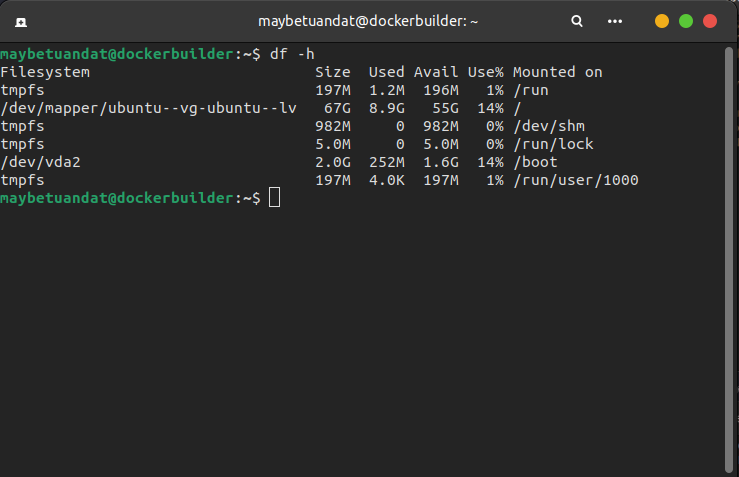 maybetuandat@dockerbuilder: ~
maybetuandat@dockerbuilder:~$ df -h
Filesystem                         Size  Used Avail Use% Mounted on
tmpfs                              197M  1.2M  196M   1% /run
/dev/mapper/ubuntu--vg-ubuntu--lv   67G  8.9G   55G  14% /
tmpfs                              982M     0  982M   0% /dev/shm
tmpfs                              5.0M     0  5.0M   0% /run/lock
/dev/vda2                          2.0G  252M  1.6G  14% /boot
tmpfs                              197M  4.0K  197M   1% /run/user/1000
maybetuandat@dockerbuilder:~$